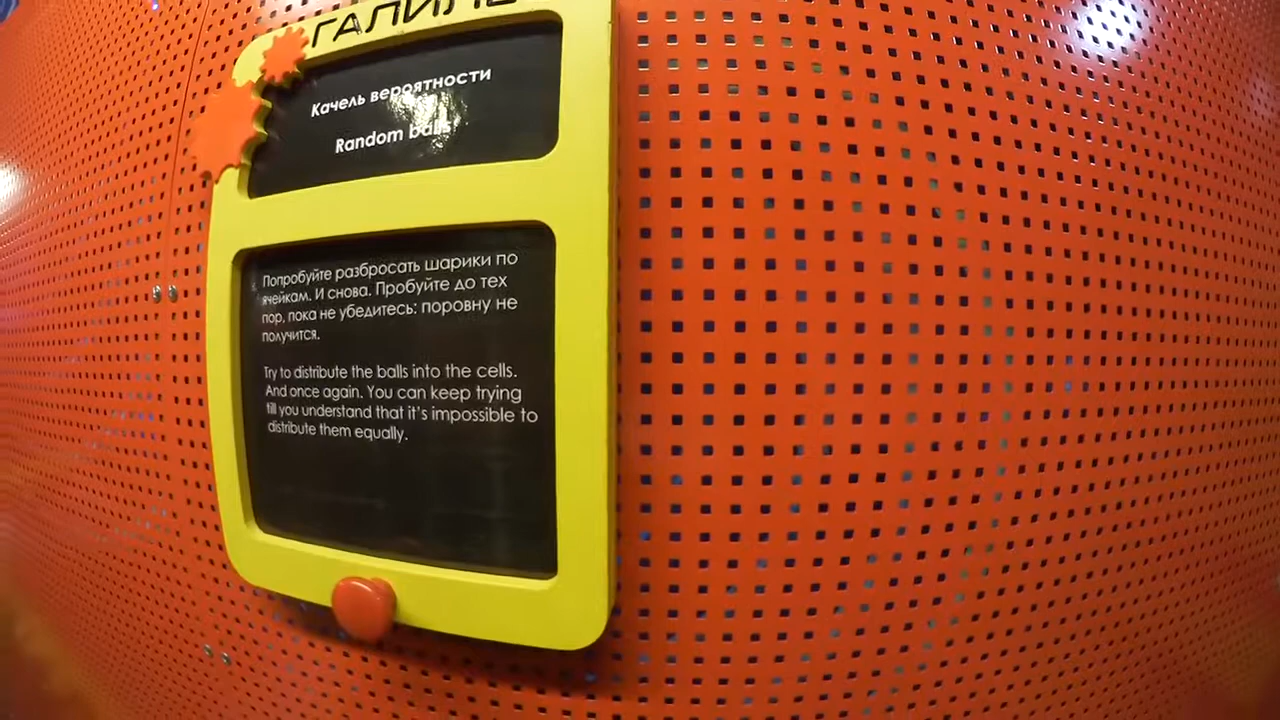 Качель вероятности
Random balls
Попробуйте разбросать шарики по
ячейкам. И снова. Пробуйте до тех
пор, пока не убедитесь: поровну не
получится.
Try to distribute the balls into the cells.
And once again. You can keep trying
till you understand that it's impossible to
distribute them equally.